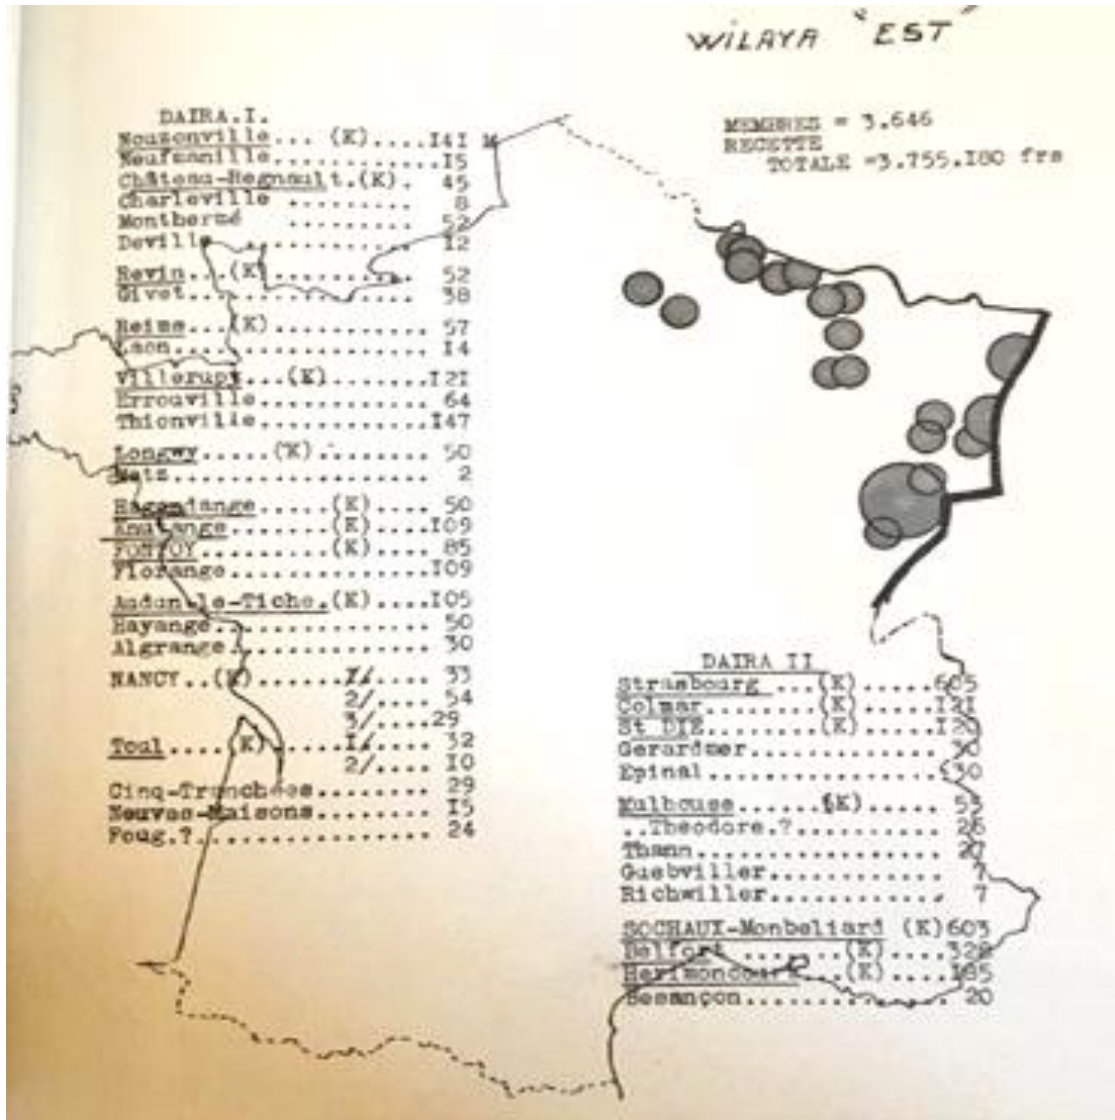 WILAYA "EST"
MEMBRES = 3.646
RECETTE
TOTALE =3.755.I80 frs
DAIRA.I.
Nouzonville... (K)....I4I M
Neufmanille...............I5
Château-Regnault.(K). 45
Charleville ......... 8
Monthermé ......... 52
Deville ............. I2
Revin...(K)............ 52
Givet.................. 38
Reims...(K)............ 57
Laon................... I4
Villerupt...(K).......I2I
Errouville............ 64
Thionville............I47
Longwy.....(K)........ 50
Metz.................. 2
Hagondange.....(K).... 50
Knutange.......(K)....I09
FONTOY.........(K).... 85
Florange..............I09
Audun-le-Tiche.(K)....I05
Hayange............... 50
Algrange.............. 30
NANCY..(K)......I/.... 33
2/.... 54
3/....29
Toul....(K).....I/.... 32
2/.... I0
Cinq-Tranchées........ 29
Neuves-Maisons........ I5
Foug.?................ 24
DAIRA II
Strasbourg ...(K).....605
Colmar........(K).....I2I
St DIE........(K).....I20
Gerardmer............. 30
Epinal................ 30
Mulhouse......(K)..... 55
..Theodore.?.......... 26
Thann................. 27
Guebviller............ 7
Richwiller............ 7
SOCHAUX-Monbeliard (K)603
Belfort .......(K)....328
Herimoncourt...(K)....I85
Besançon.............. 20